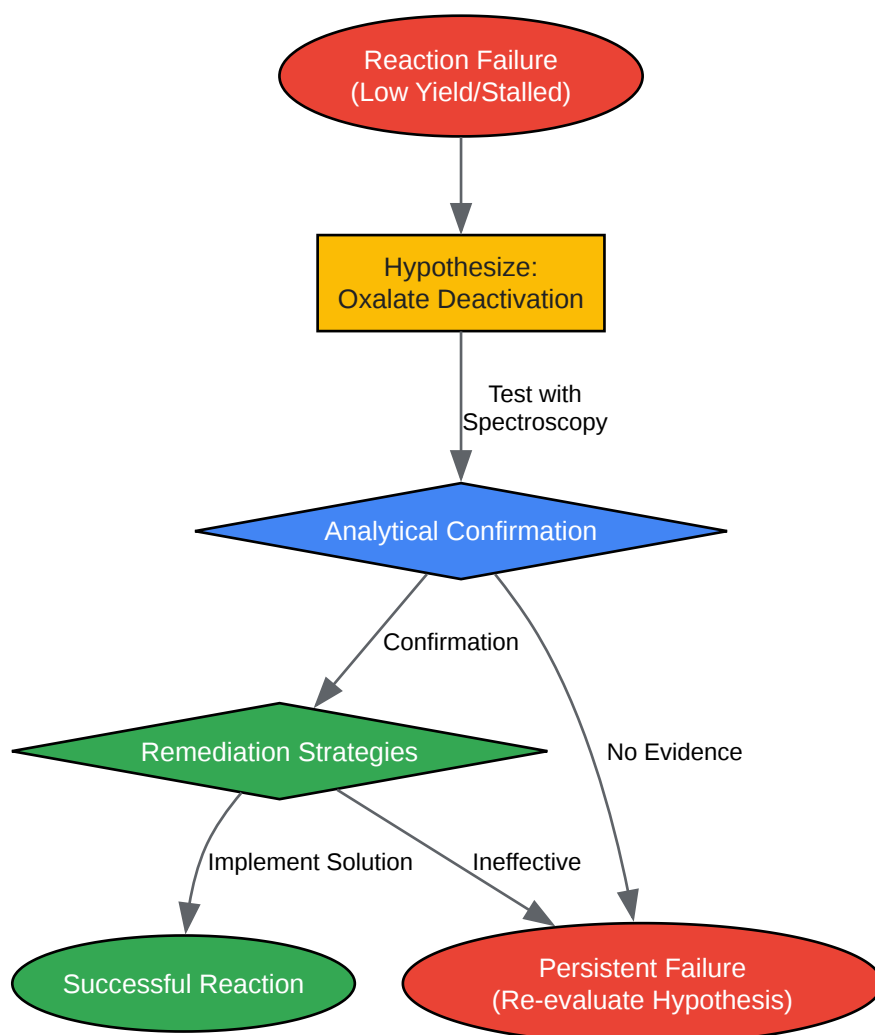 Reaction Failure
(Low Yield/Stalled)
Hypothesize:
Oxalate Deactivation
Test with
Spectroscopy
Analytical Confirmation
Confirmation
Remediation Strategies
No Evidence
Implement Solution
Ineffective
Successful Reaction
Persistent Failure
(Re-evaluate Hypothesis)